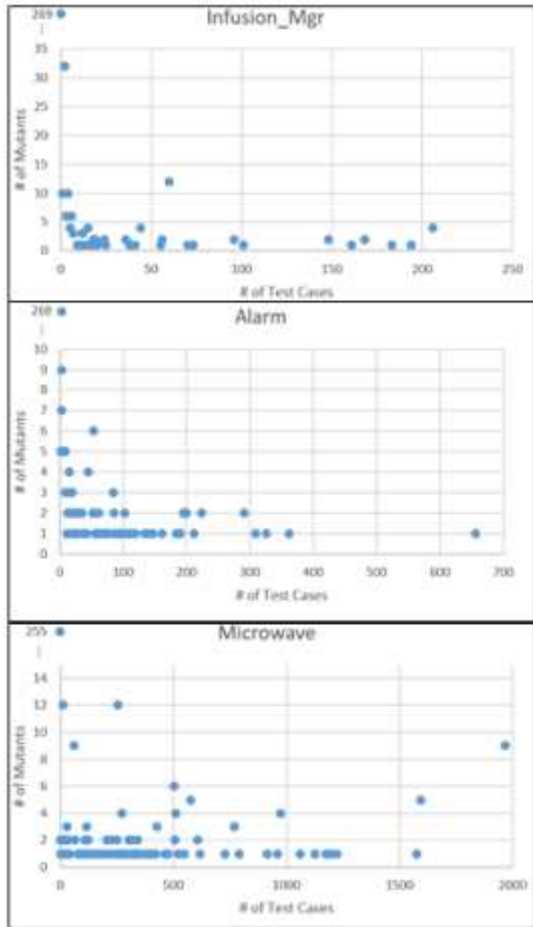 Infusion_Mgr
269
35
30
25
20
15
10
5
0
# of Mutants
0 50 100 150 200 250
# of Test Cases
Alarm
268
10
9
8
7
6
5
4
3
2
1
0
# of Mutants
0 100 200 300 400 500 600 700
# of Test Cases
Microwave
255
14
12
10
8
6
4
2
0
# of Mutants
0 500 1000 1500 2000
# of Test Cases